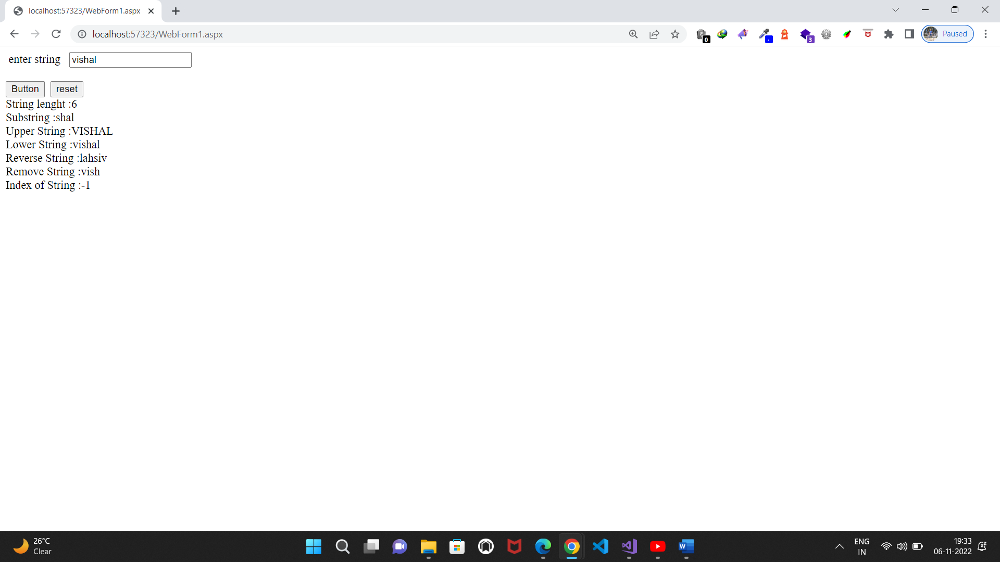 localhost:57323/WebForm1.aspx
localhost:57323/WebForm1.aspx
0
3
Paused
enter string vishal
Button reset
String lenght :6
Substring :shal
Upper String :VISHAL
Lower String :vishal
Reverse String :lahsiv
Remove String :vish
Index of String :-1
26°C
Clear
W
ENG
IN
19:33
06-11-2022